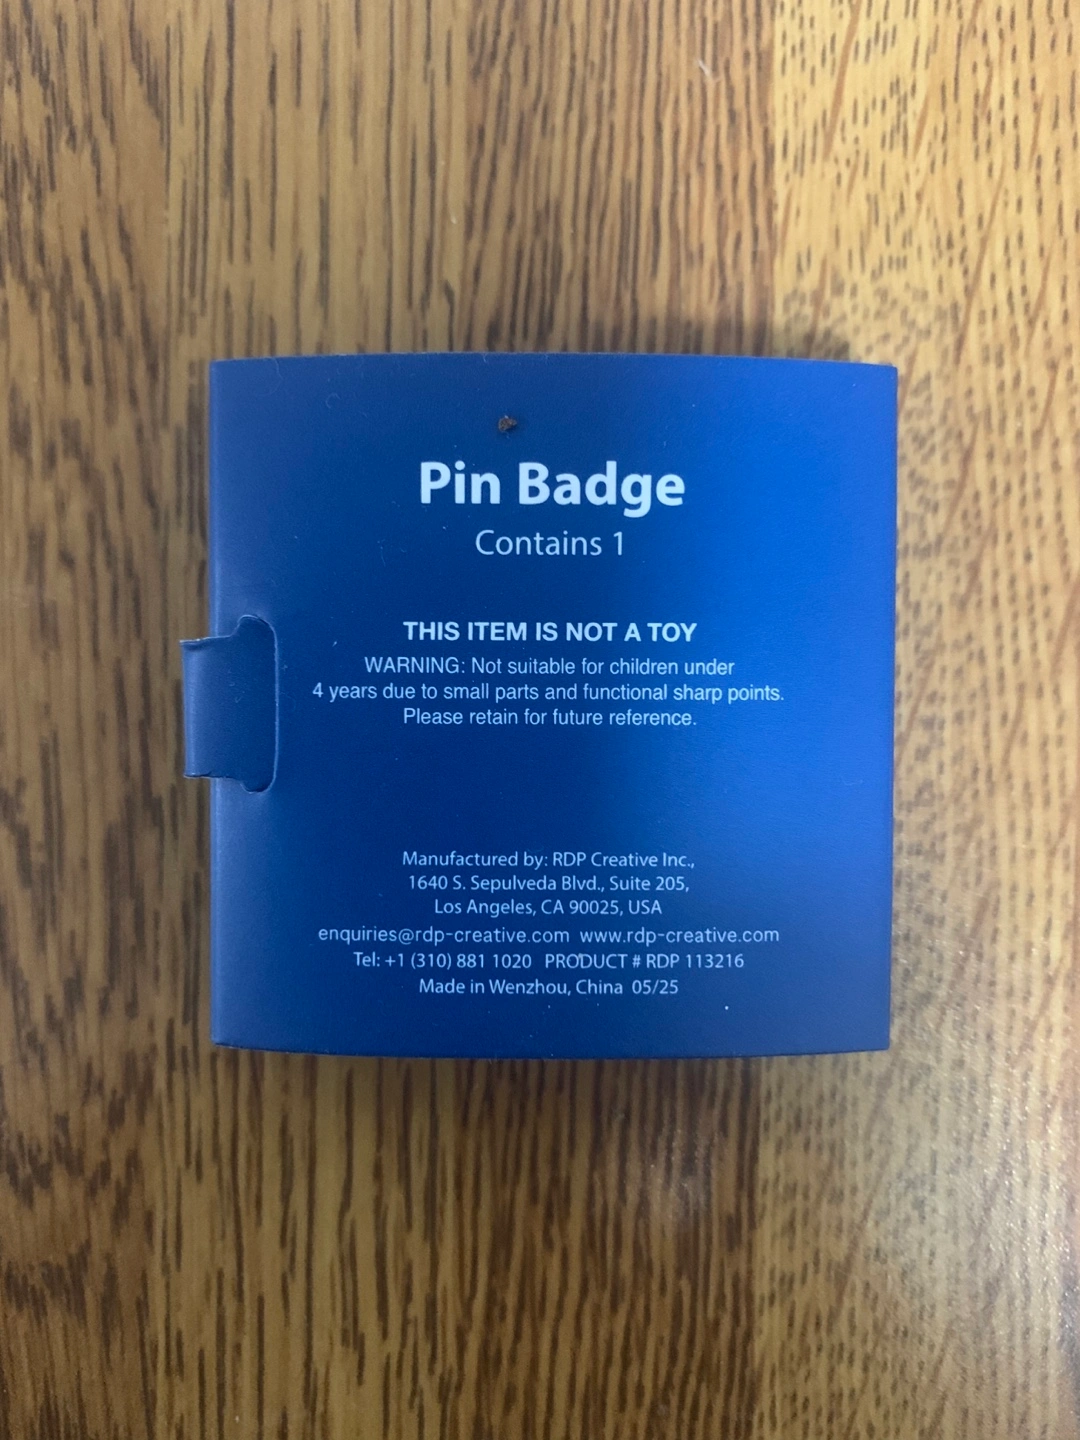 Pin Badge
Contains 1
THIS ITEM IS NOT A TOY
WARNING: Not suitable for children under
4 years due to small parts and functional sharp points.
Please retain for future reference.
Manufactured by: RDP Creative Inc.,
1640 S. Sepulveda Blvd., Suite 205,
Los Angeles, CA 90025, USA
enquiries@rdp-creative.com www.rdp-creative.com
Tel: +1 (310) 881 1020 PRODUCT # RDP 113216
Made in Wenzhou, China 05/25